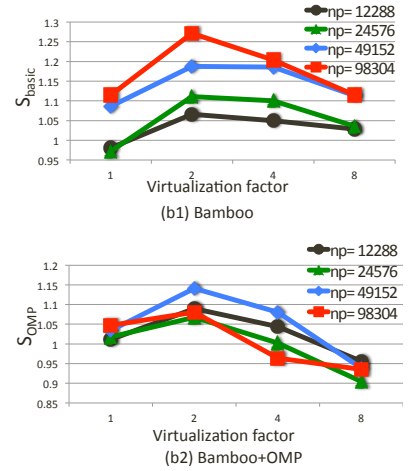 np= 12288
np= 24576
np= 49152
np= 98304
1.3
1.25
1.2
1.15
1.1
1.05
1
0.95
S_basic
1 2 4 8
Virtualization factor
(b1) Bamboo
np= 12288
np= 24576
np= 49152
np= 98304
1.2
1.15
1.1
1.05
1
0.95
0.9
0.85
S_OMP
1 2 4 8
Virtualization factor
(b2) Bamboo+OMP